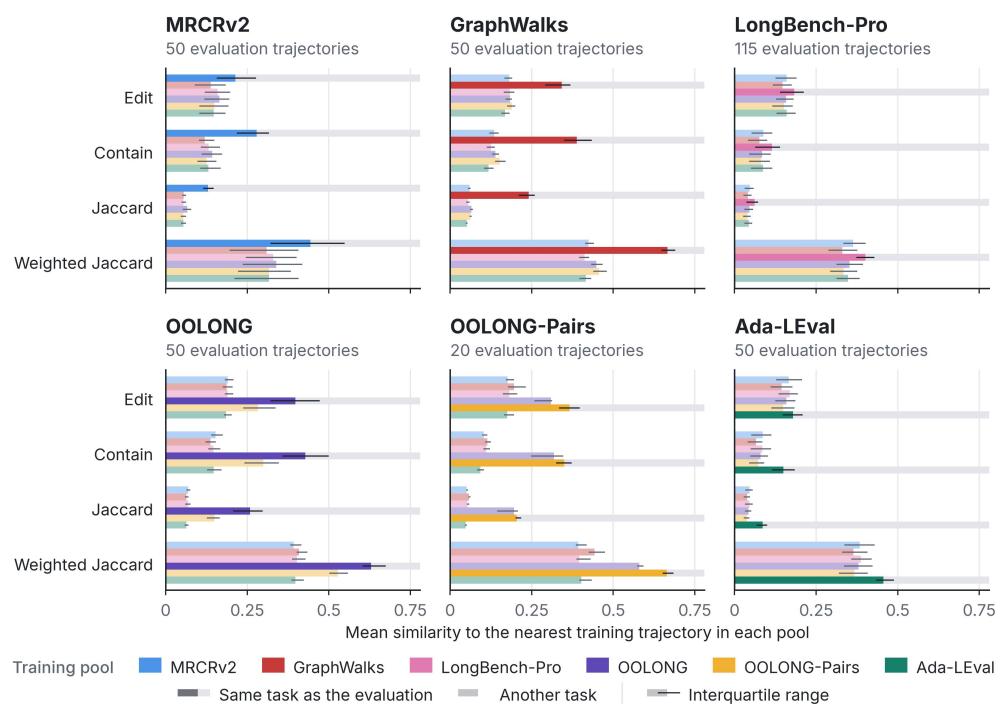 MRCRv2
50 evaluation trajectories
GraphWalks
50 evaluation trajectories
LongBench-Pro
115 evaluation trajectories
Edit
Contain
Jaccard
Weighted Jaccard
OOLONG
50 evaluation trajectories
OOLONG-Pairs
20 evaluation trajectories
Ada-LEval
50 evaluation trajectories
Edit
Contain
Jaccard
Weighted Jaccard
0 0.25 0.5 0.75 0 0.25 0.5 0.75 0 0.25 0.5 0.75
Mean similarity to the nearest training trajectory in each pool
Training pool MRCRv2 GraphWalks LongBench-Pro OOLONG OOLONG-Pairs Ada-LEval
Same task as the evaluation Another task Interquartile range